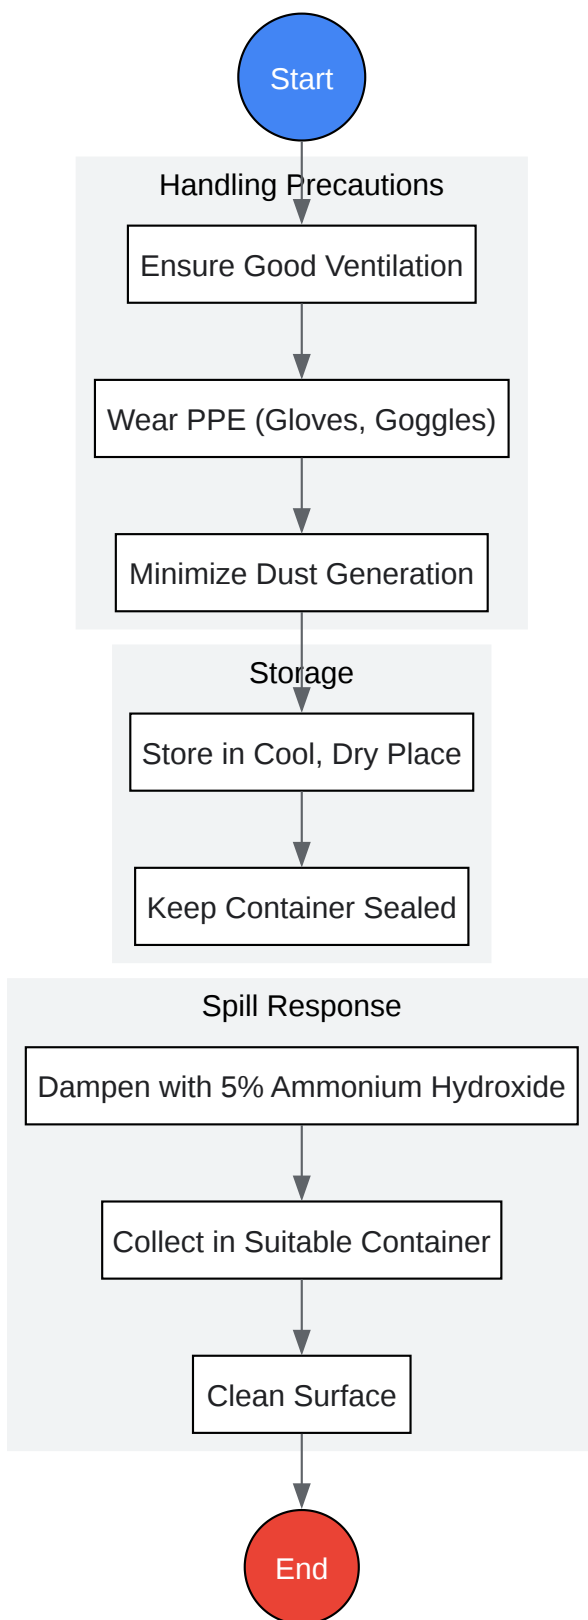 Start
Handling Precautions
Ensure Good Ventilation
Wear PPE (Gloves, Goggles)
Minimize Dust Generation
Storage
Store in Cool, Dry Place
Keep Container Sealed
Spill Response
Dampen with 5% Ammonium Hydroxide
Collect in Suitable Container
Clean Surface
End